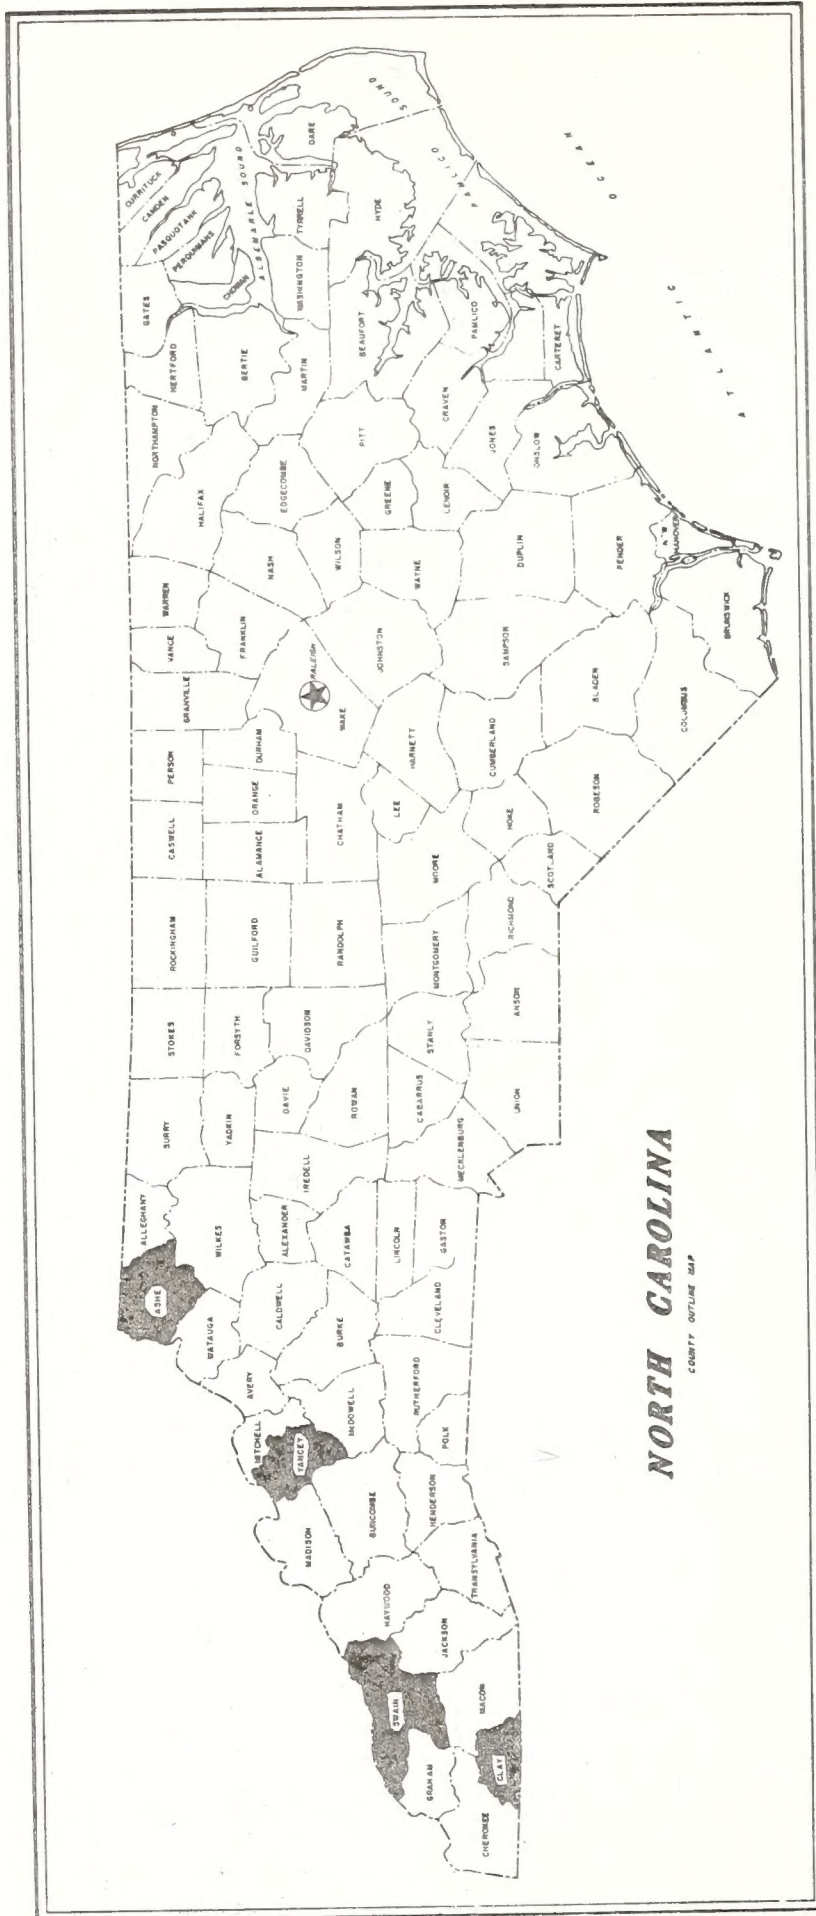 CURRITUCK
CAMDEN
PASQUOTANK
PERQUIMANS
CHOWAN
GATES
HERTFORD
BERTIE
NORTHAMPTON
HALIFAX
WARREN
VANCE
GRANVILLE
PERSON
CASWELL
ROCKINGHAM
STOKES
SURRY
ALLEGHANY
ASHE
ALBEMARLE SOUND
DARE
TYRRELL
WASHINGTON
MARTIN
EDGECOMBE
NASH
FRANKLIN
DURHAM
ORANGE
ALAMANCE
GUILFORD
FORSYTH
YADKIN
WILKES
WATAUGA
HYDE
BEAUFORT
PITT
GREENE
WILSON
RALEIGH
WAKE
JOHNSTON
CHATHAM
RANDOLPH
DAVIDSON
DAVIE
ROWAN
IREDELL
ALEXANDER
CATAWBA
CALDWELL
BURKE
AVERY
MITCHELL
YANCEY
McDOWELL
MADISON
BUNCOMBE
HAYWOOD
SWAIN
GRAHAM
PAMLICO SOUND
PAMLICO
CRAVEN
LENOIR
WAYNE
HARNETT
LEE
MOORE
MONTGOMERY
STANLY
CABARRUS
LINCOLN
GASTON
MECKLENBURG
CLEVELAND
RUTHERFORD
POLK
HENDERSON
TRANSYLVANIA
JACKSON
MACON
CLAY
CHEROKEE
CARTERET
JONES
ONSLOW
DUPLIN
SAMPSON
CUMBERLAND
HOKE
SCOTLAND
RICHMOND
ANSON
UNION
PENDER
NEW
HANOVER
BRUNSWICK
BLADEN
COLUMBUS
ROBESON
ATLANTIC OCEAN
NORTH CAROLINA
COUNTY OUTLINE MAP